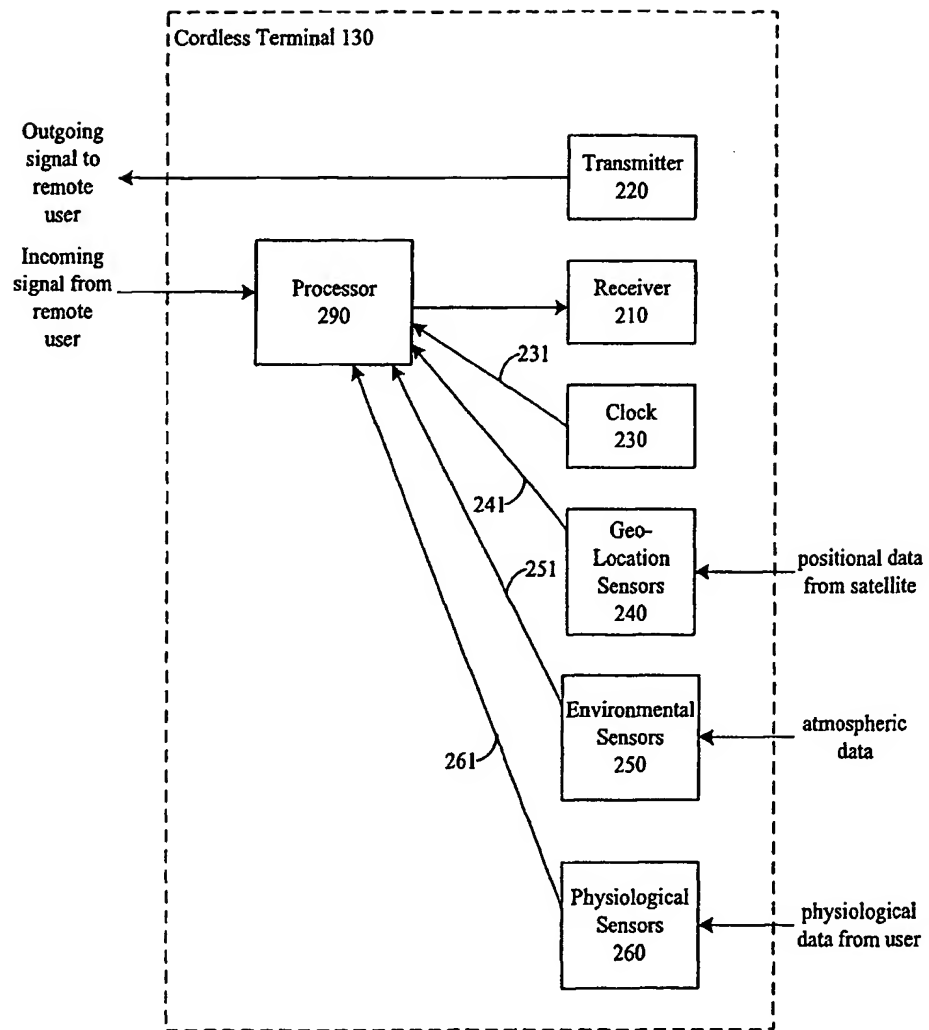 Cordless Terminal 130
Outgoing
signal to
remote
user
Transmitter
220
Incoming
signal from
remote
user
Processor
290
Receiver
210
231
Clock
230
241
Geo-
Location
Sensors
240
positional data
from satellite
251
Environmental
Sensors
250
atmospheric
data
261
Physiological
Sensors
260
physiological
data from user